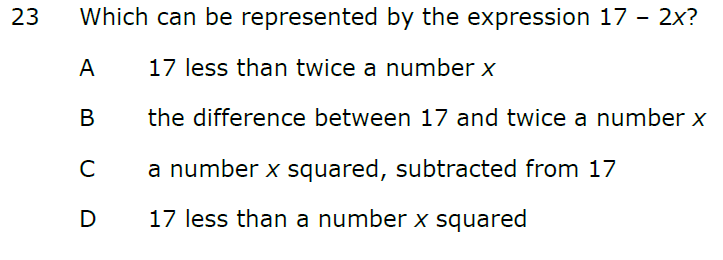 23 Which can be represented by the expression 17 – 2x?
A 17 less than twice a number x
B the difference between 17 and twice a number x
C a number x squared, subtracted from 17
D 17 less than a number x squared